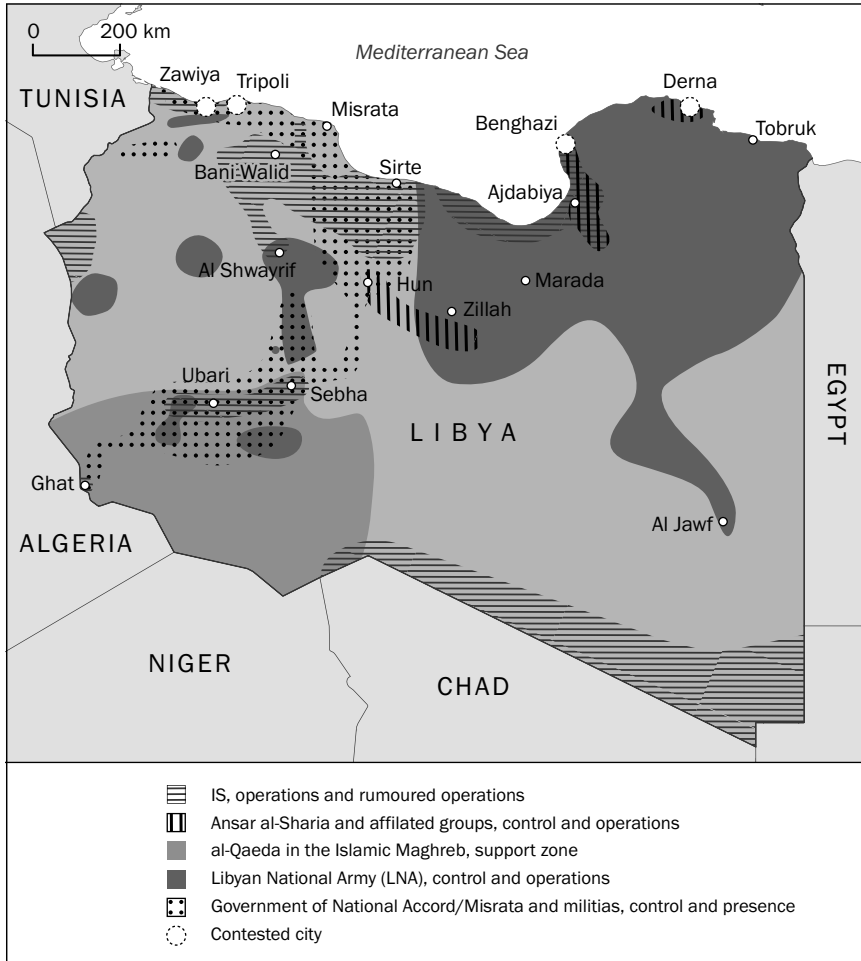 0 200 km
Mediterranean Sea
Zawiya
Tripoli
Derna
TUNISIA
Misrata
Benghazi
Tobruk
Bani Walid
Sirte
Ajdabiya
Al Shwayrif
Hun
Marada
Zillah
Ubari
Sebha
EGYPT
LIBYA
Ghat
Al Jawf
ALGERIA
NIGER
CHAD
IS, operations and rumoured operations
Ansar al-Sharia and affilated groups, control and operations
al-Qaeda in the Islamic Maghreb, support zone
Libyan National Army (LNA), control and operations
Government of National Accord/Misrata and militias, control and presence
Contested city